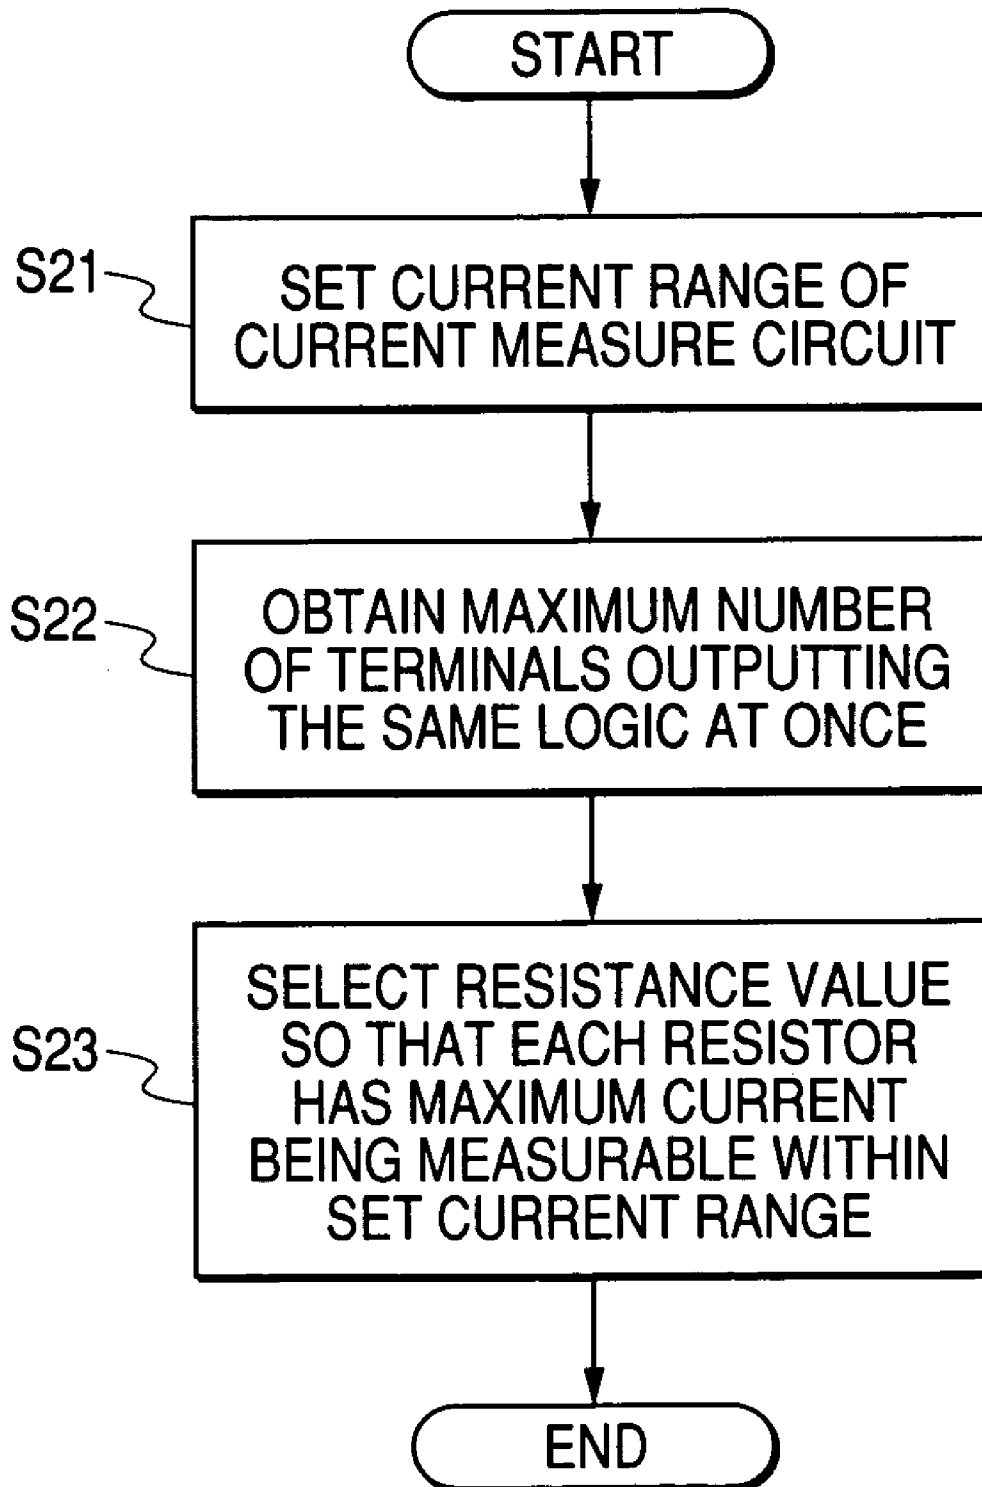 START
S21
SET CURRENT RANGE OF
CURRENT MEASURE CIRCUIT
S22
OBTAIN MAXIMUM NUMBER
OF TERMINALS OUTPUTTING
THE SAME LOGIC AT ONCE
S23
SELECT RESISTANCE VALUE
SO THAT EACH RESISTOR
HAS MAXIMUM CURRENT
BEING MEASURABLE WITHIN
SET CURRENT RANGE
END